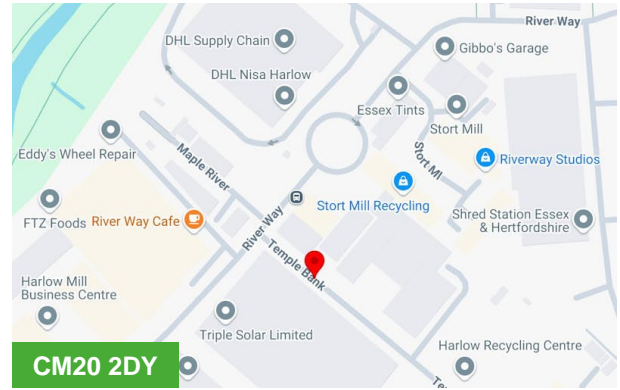 River Way
DHL Supply Chain
Gibbo's Garage
DHL Nisa Harlow
Essex Tints
Stort Mill
Eddy's Wheel Repair
Maple River
Stort Ml
Riverway Studios
Stort Mill Recycling
FTZ Foods
River Way Cafe
River Way
Shred Station Essex
& Hertfordshire
Temple Bank
Harlow Mill
Business Centre
Triple Solar Limited
Harlow Recycling Centre
CM20 2DY
Te